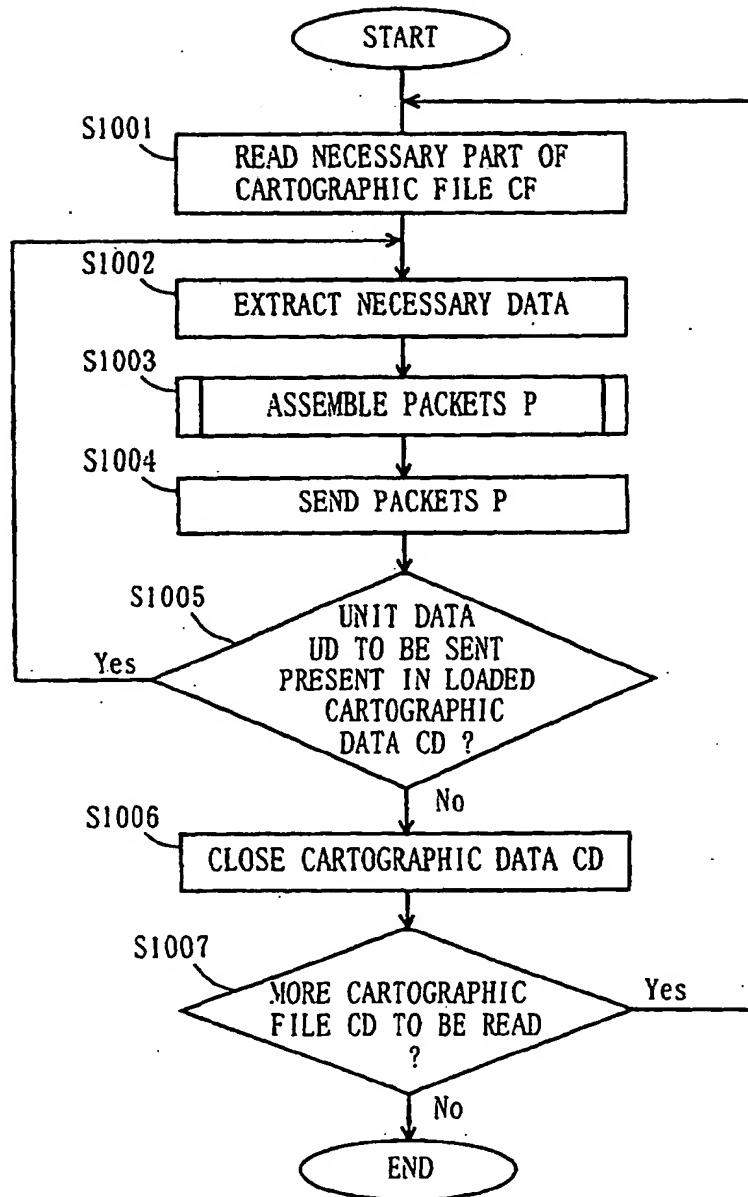 START
S1001
READ NECESSARY PART OF
CARTOGRAPHIC FILE CF
S1002
EXTRACT NECESSARY DATA
S1003
ASSEMBLE PACKETS P
S1004
SEND PACKETS P
S1005
UNIT DATA
UD TO BE SENT
PRESENT IN LOADED
CARTOGRAPHIC
DATA CD ?
Yes
No
S1006
CLOSE CARTOGRAPHIC DATA CD
S1007
MORE CARTOGRAPHIC
FILE CD TO BE READ
?
Yes
No
END